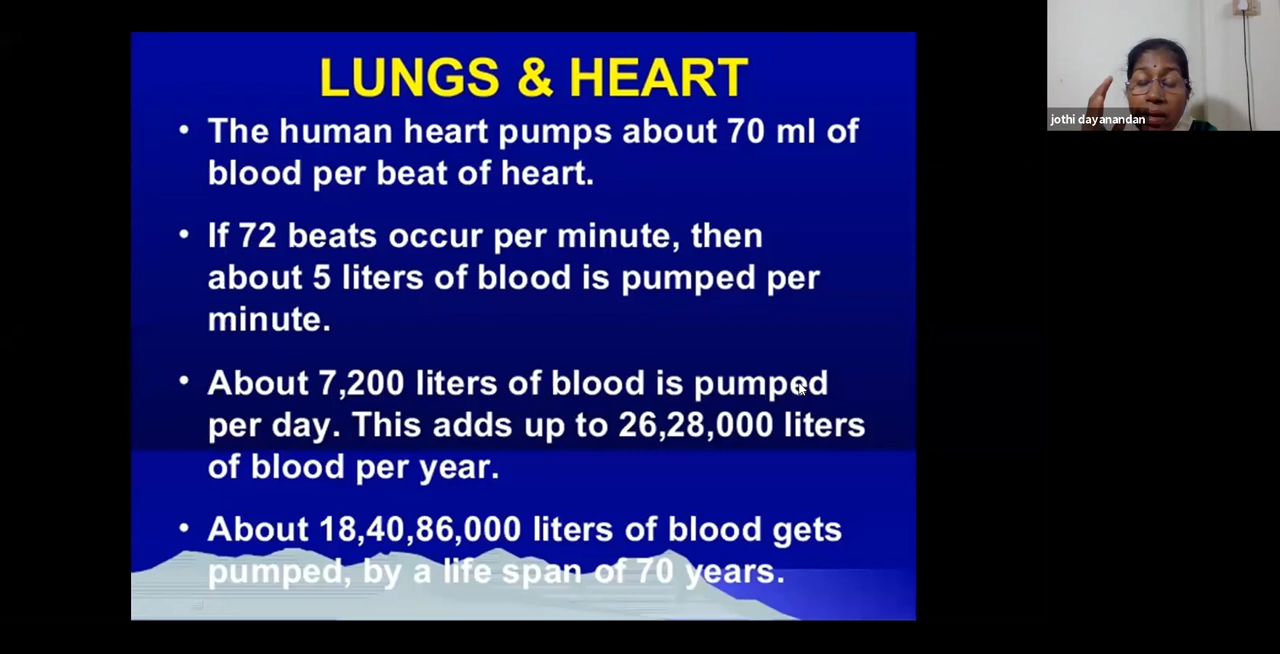 LUNGS & HEART
• The human heart pumps about 70 ml of
blood per beat of heart.
• If 72 beats occur per minute, then
about 5 liters of blood is pumped per
minute.
• About 7,200 liters of blood is pumped
per day. This adds up to 26,28,000 liters
of blood per year.
• About 18,40,86,000 liters of blood gets
pumped, by a life span of 70 years.
jothi dayanandan